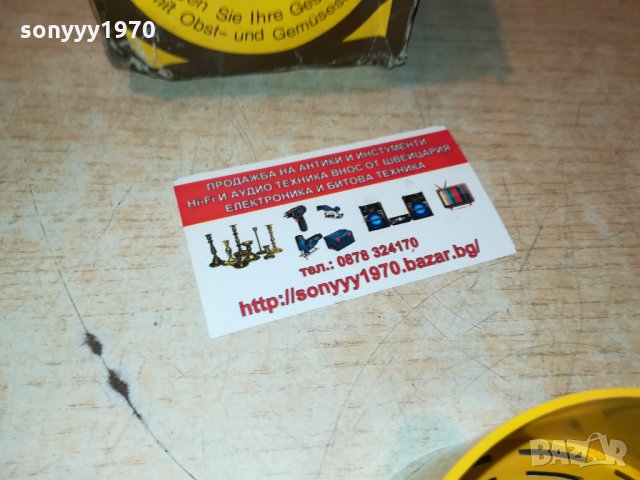 sonyyy1970
en Sie Ihre Ges
mit Obst- und Gemüses
ПРОДАЖБА НА АНТИКИ И ИНСТУМЕНТИ
Hi-Fi И АУДИО ТЕХНИКА ВНОС ОТ ШВЕЙЦАРИЯ
ЕЛЕКТРОНИКА И БИТОВА ТЕХНИКА
тел.: 0878 324170
http://sonyyy1970.bazar.bg/
BAZAR